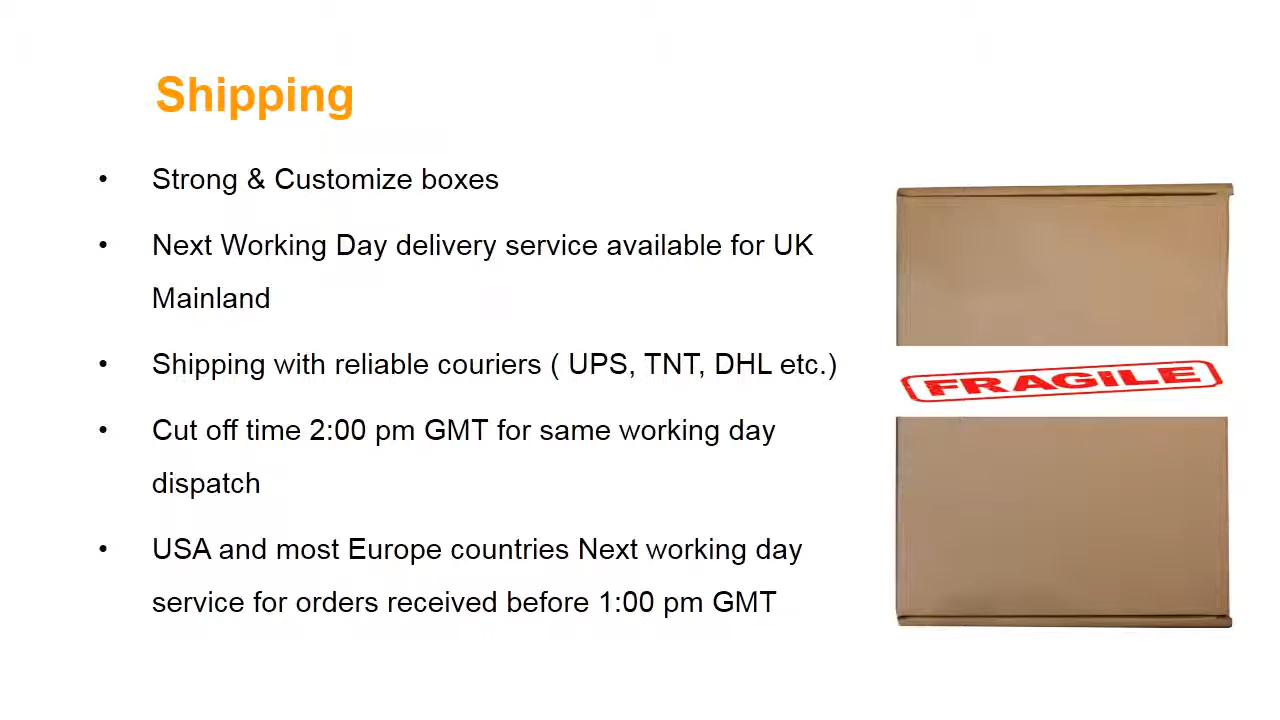 Shipping
• Strong & Customize boxes
• Next Working Day delivery service available for UK
Mainland
• Shipping with reliable couriers ( UPS, TNT, DHL etc.)
• Cut off time 2:00 pm GMT for same working day
dispatch
• USA and most Europe countries Next working day
service for orders received before 1:00 pm GMT
FRAGILE